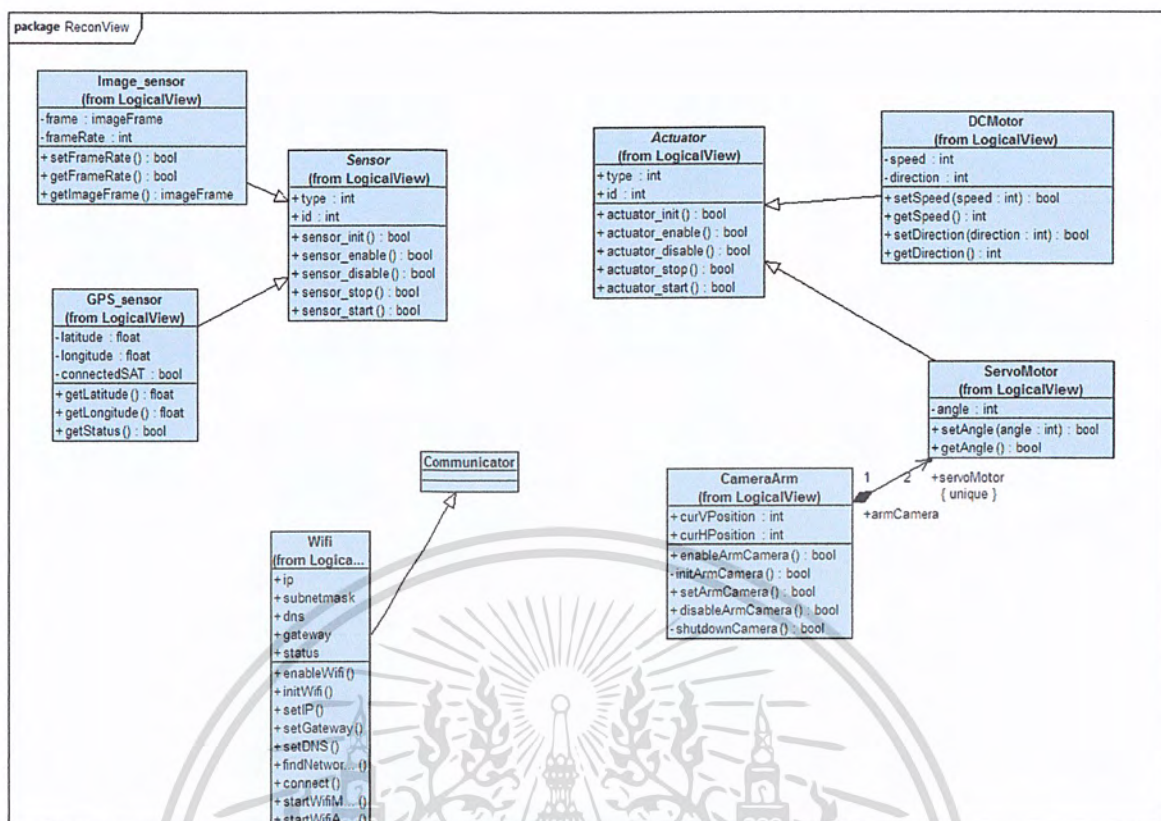 package ReconView
Image_sensor
(from LogicalView)
-frame : imageFrame
-frameRate : int
+setFrameRate() : bool
+getFrameRate() : bool
+getImageFrame() : imageFrame
Sensor
(from LogicalView)
+type : int
+id : int
+sensor_init() : bool
+sensor_enable() : bool
+sensor_disable() : bool
+sensor_stop() : bool
+sensor_start() : bool
GPS_sensor
(from LogicalView)
-latitude : float
-longitude : float
-connectedSAT : bool
+getLatitude() : float
+getLongitude() : float
+getStatus() : bool
Actuator
(from LogicalView)
+type : int
+id : int
+actuator_init() : bool
+actuator_enable() : bool
+actuator_disable() : bool
+actuator_stop() : bool
+actuator_start() : bool
DCMotor
(from LogicalView)
-speed : int
-direction : int
+setSpeed(speed : int) : bool
+getSpeed() : int
+setDirection(direction : int) : bool
+getDirection() : int
ServoMotor
(from LogicalView)
-angle : int
+setAngle(angle : int) : bool
+getAngle() : bool
1
2
+servoMotor
{ unique }
+armCamera
CameraArm
(from LogicalView)
+curVPosition : int
+curHPosition : int
+enableArmCamera() : bool
-initArmCamera() : bool
+setArmCamera() : bool
+disableArmCamera() : bool
-shutdownCamera() : bool
Communicator
Wifi
(from Logica...
+ip
+subnetmask
+dns
+gateway
+status
+enableWifi()
+initWifi()
+setIP()
+setGateway()
+setDNS()
+findNetwor... ()
+connect()
+startWifiM... ()
+startWifiA... ()